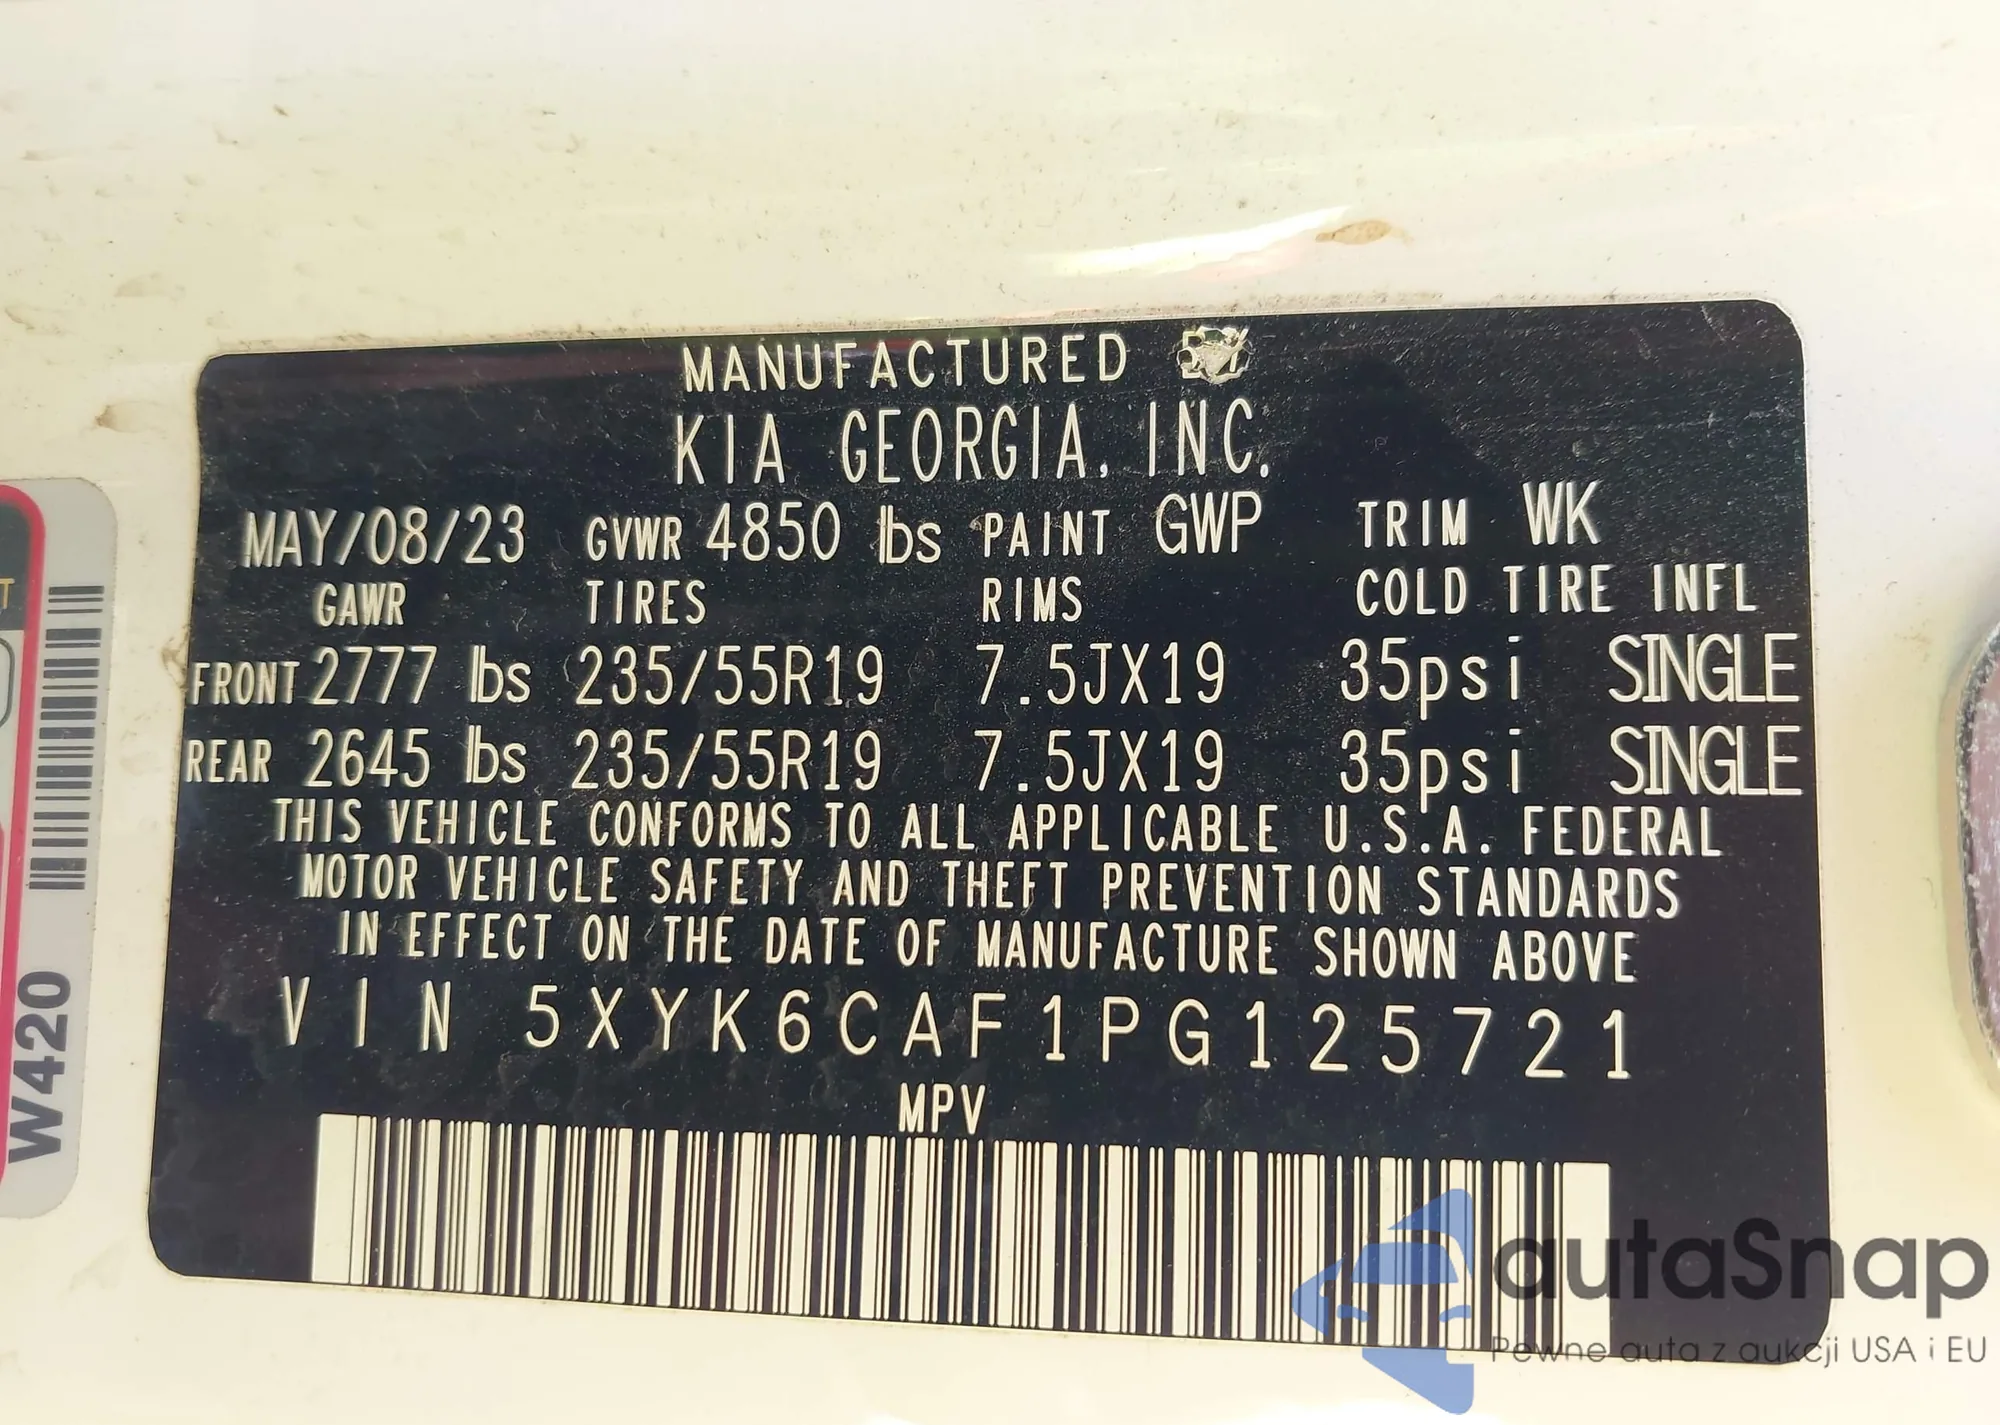 MANUFACTURED
KIA GEORGIA, INC.
MAY/08/23 GVWR 4850 lbs PAINT GWP TRIM WK
GAWR TIRES RIMS COLD TIRE INFL
FRONT 2777 lbs 235/55R19 7.5JX19 35psi SINGLE
REAR 2645 lbs 235/55R19 7.5JX19 35psi SINGLE
THIS VEHICLE CONFORMS TO ALL APPLICABLE U.S.A. FEDERAL
MOTOR VEHICLE SAFETY AND THEFT PREVENTION STANDARDS
IN EFFECT ON THE DATE OF MANUFACTURE SHOWN ABOVE
VIN 5XYK6CAF1PG125721
MPV
W420
autaSnap
Pewne auta z aukcji USA i EU